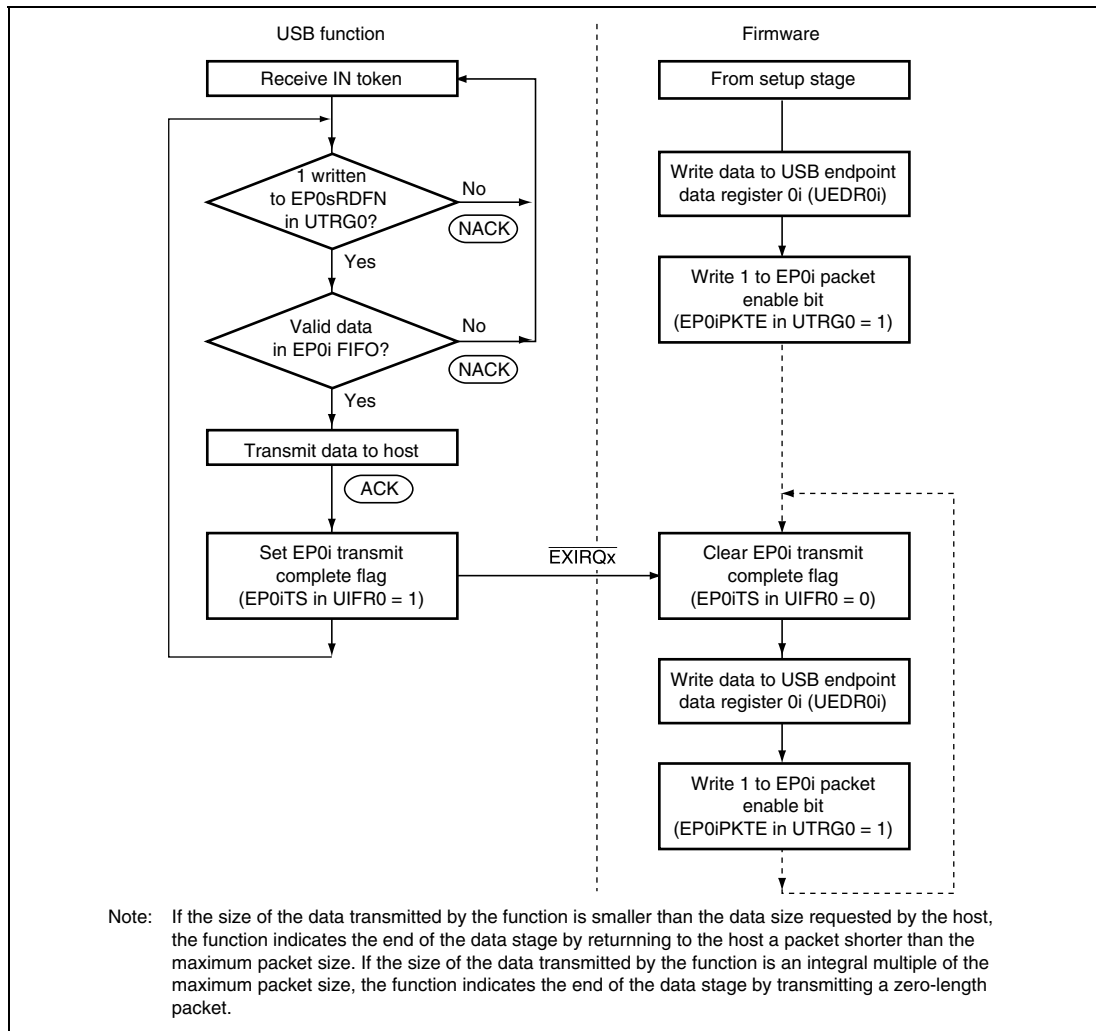 USB function
Receive IN token
1 written
to EP0sRDFN
in UTRG0?
No
NACK
Yes
Valid data
in EP0i FIFO?
No
NACK
Yes
Transmit data to host
ACK
Set EP0i transmit
complete flag
(EP0iTS in UIFR0 = 1)
EXIRQx
Firmware
From setup stage
Write data to USB endpoint
data register 0i (UEDR0i)
Write 1 to EP0i packet
enable bit
(EP0iPKTE in UTRG0 = 1)
Clear EP0i transmit
complete flag
(EP0iTS in UIFR0 = 0)
Write data to USB endpoint
data register 0i (UEDR0i)
Write 1 to EP0i packet
enable bit
(EP0iPKTE in UTRG0 = 1)
Note: If the size of the data transmitted by the function is smaller than the data size requested by the host,
the function indicates the end of the data stage by returnning to the host a packet shorter than the
maximum packet size. If the size of the data transmitted by the function is an integral multiple of the
maximum packet size, the function indicates the end of the data stage by transmitting a zero-length
packet.